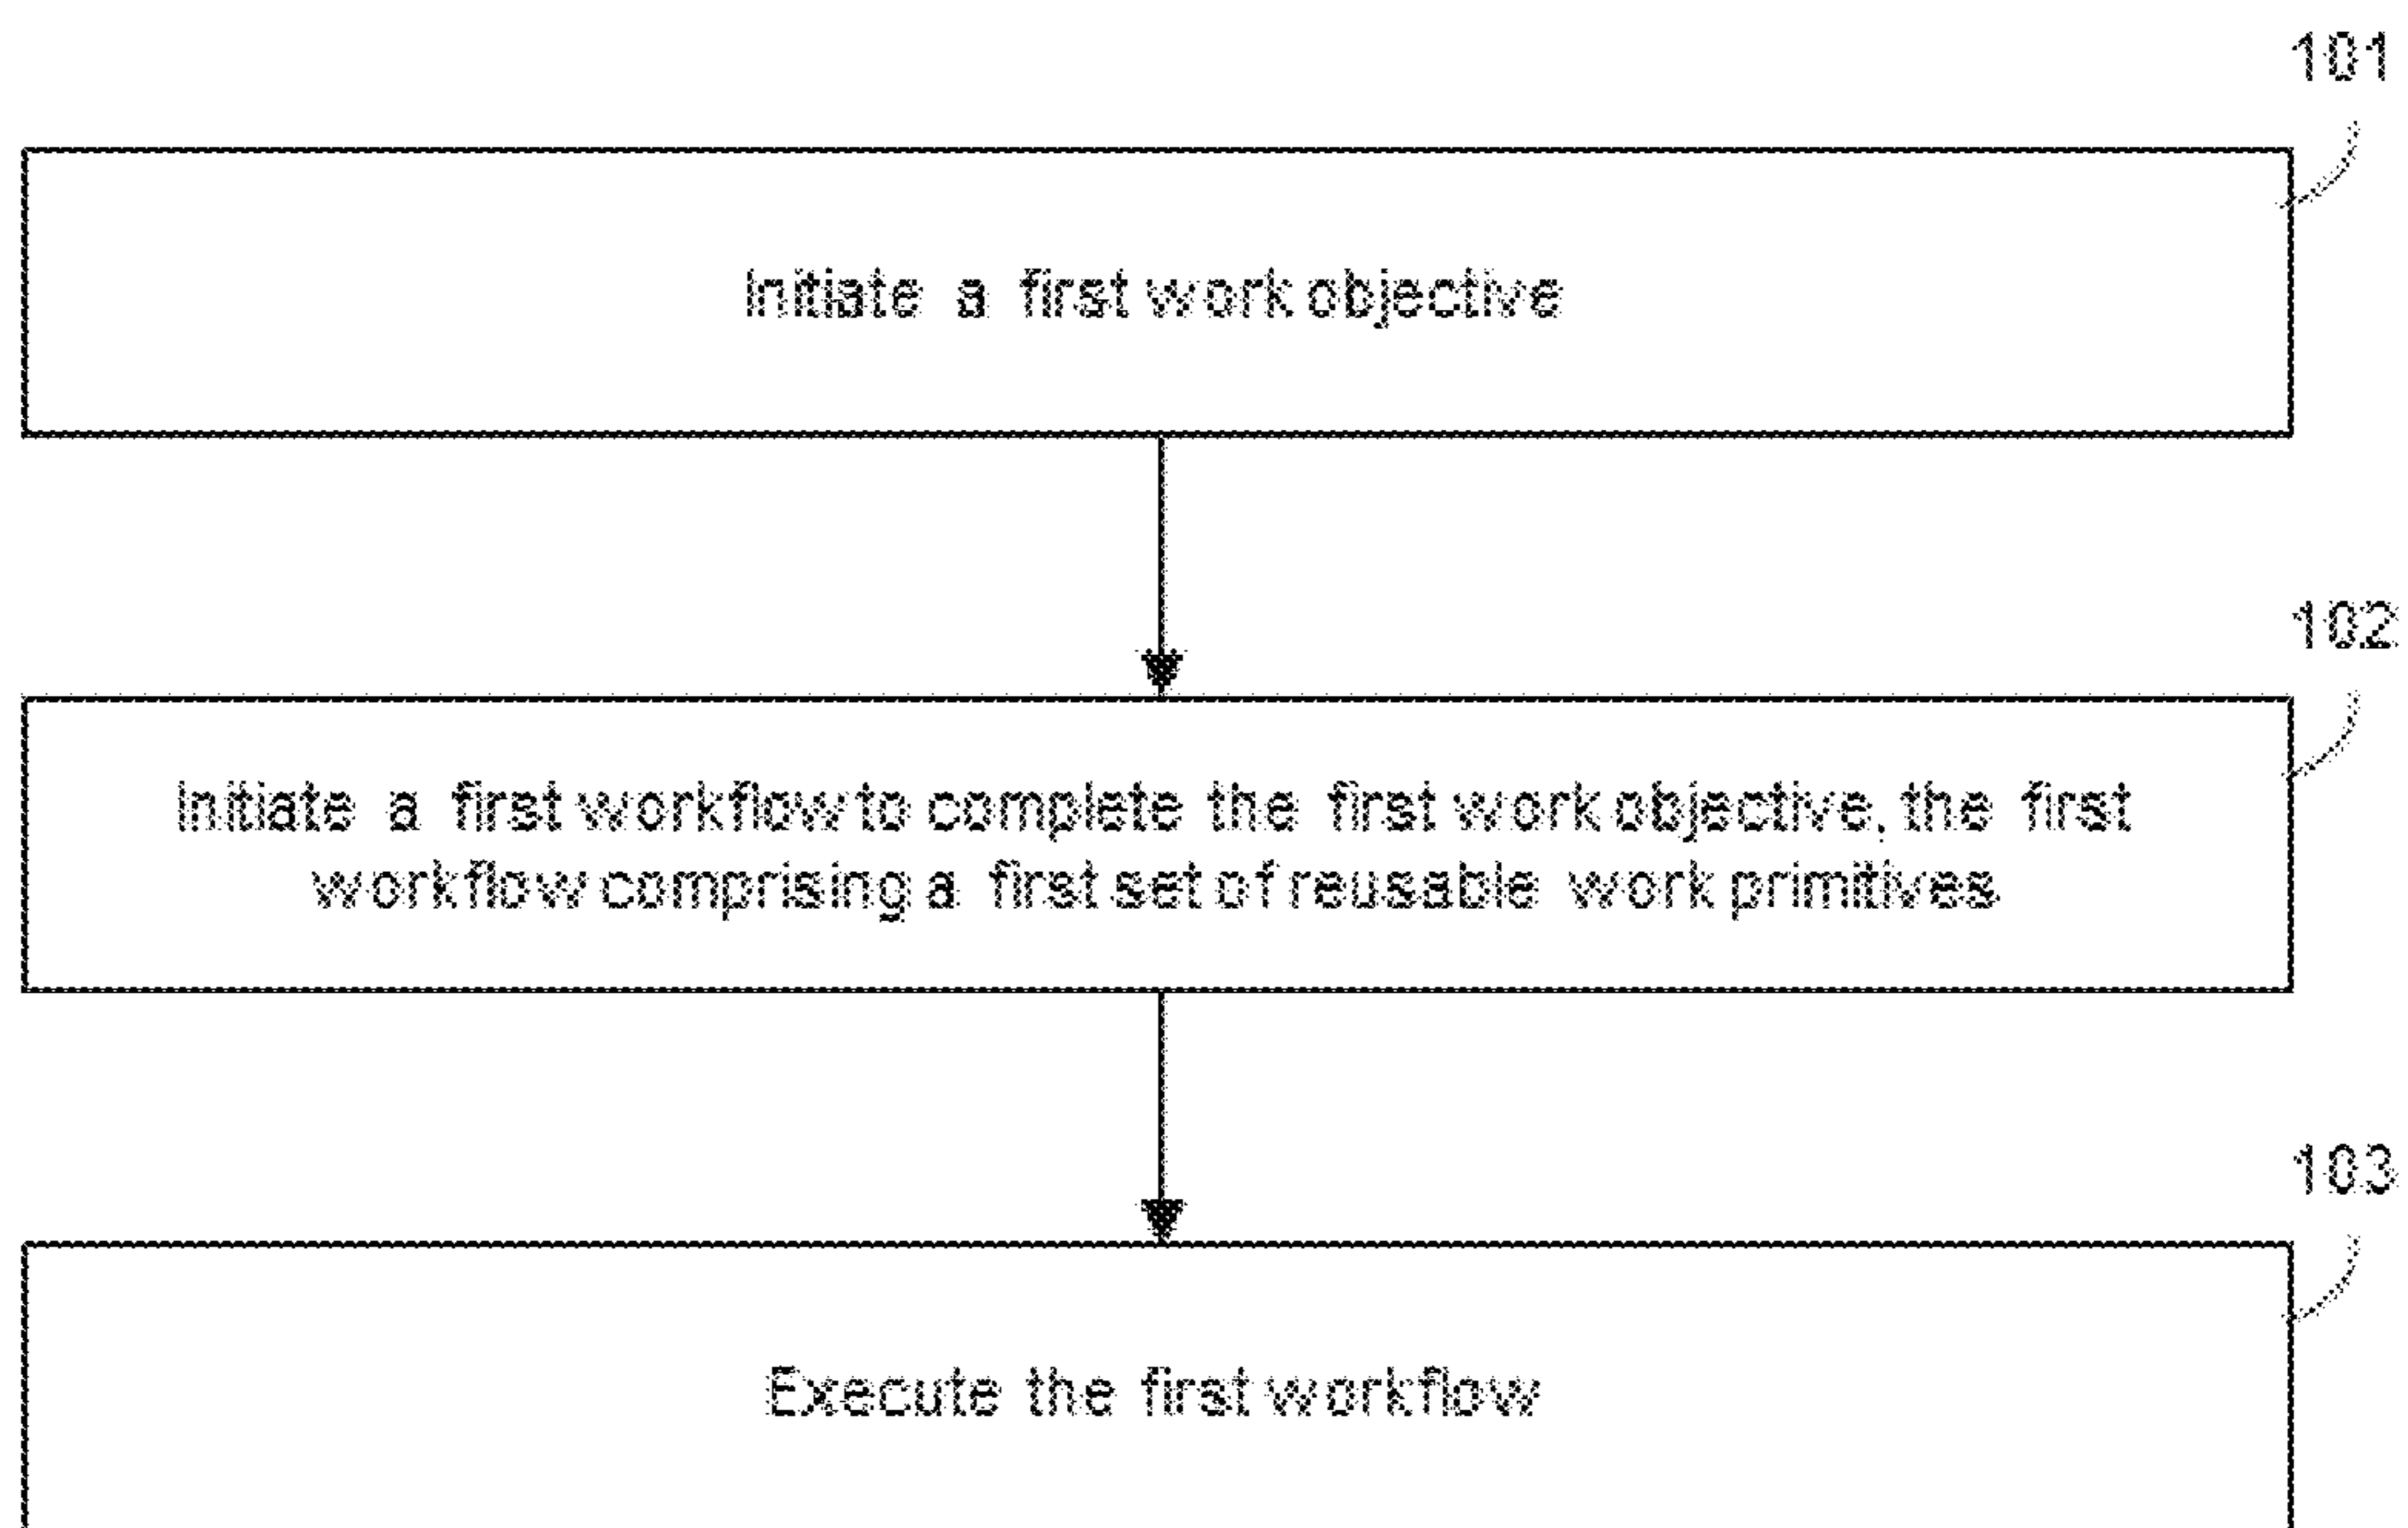 101
Initiate a first work objective
102
Initiate a first workflow to complete the first work objective, the first
workflow comprising a first set of reusable work primitives
103
Execute the first workflow